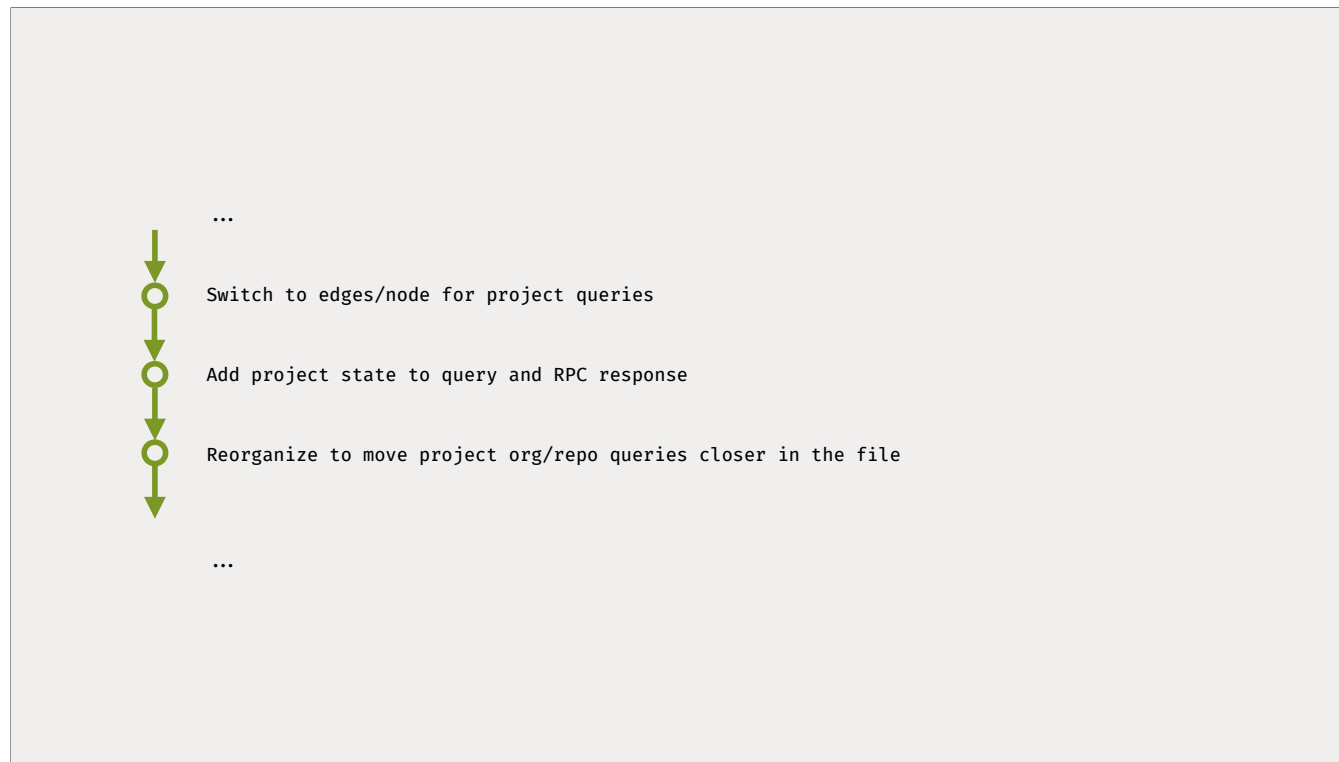 ...
Switch to edges/node for project queries
Add project state to query and RPC response
Reorganize to move project org/repo queries closer in the file
...